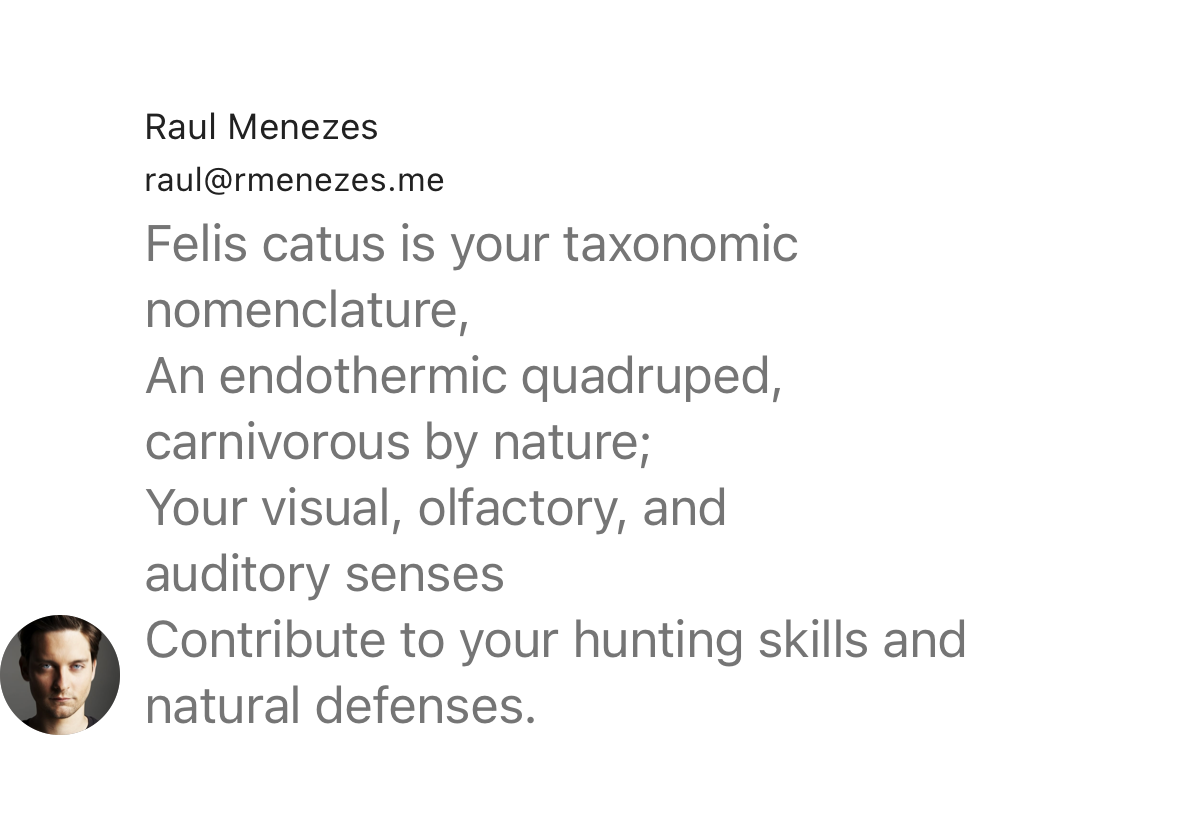 Raul Menezes
raul@rmenezes.me
Felis catus is your taxonomic
nomenclature,
An endothermic quadruped,
carnivorous by nature;
Your visual, olfactory, and
auditory senses
Contribute to your hunting skills and
natural defenses.